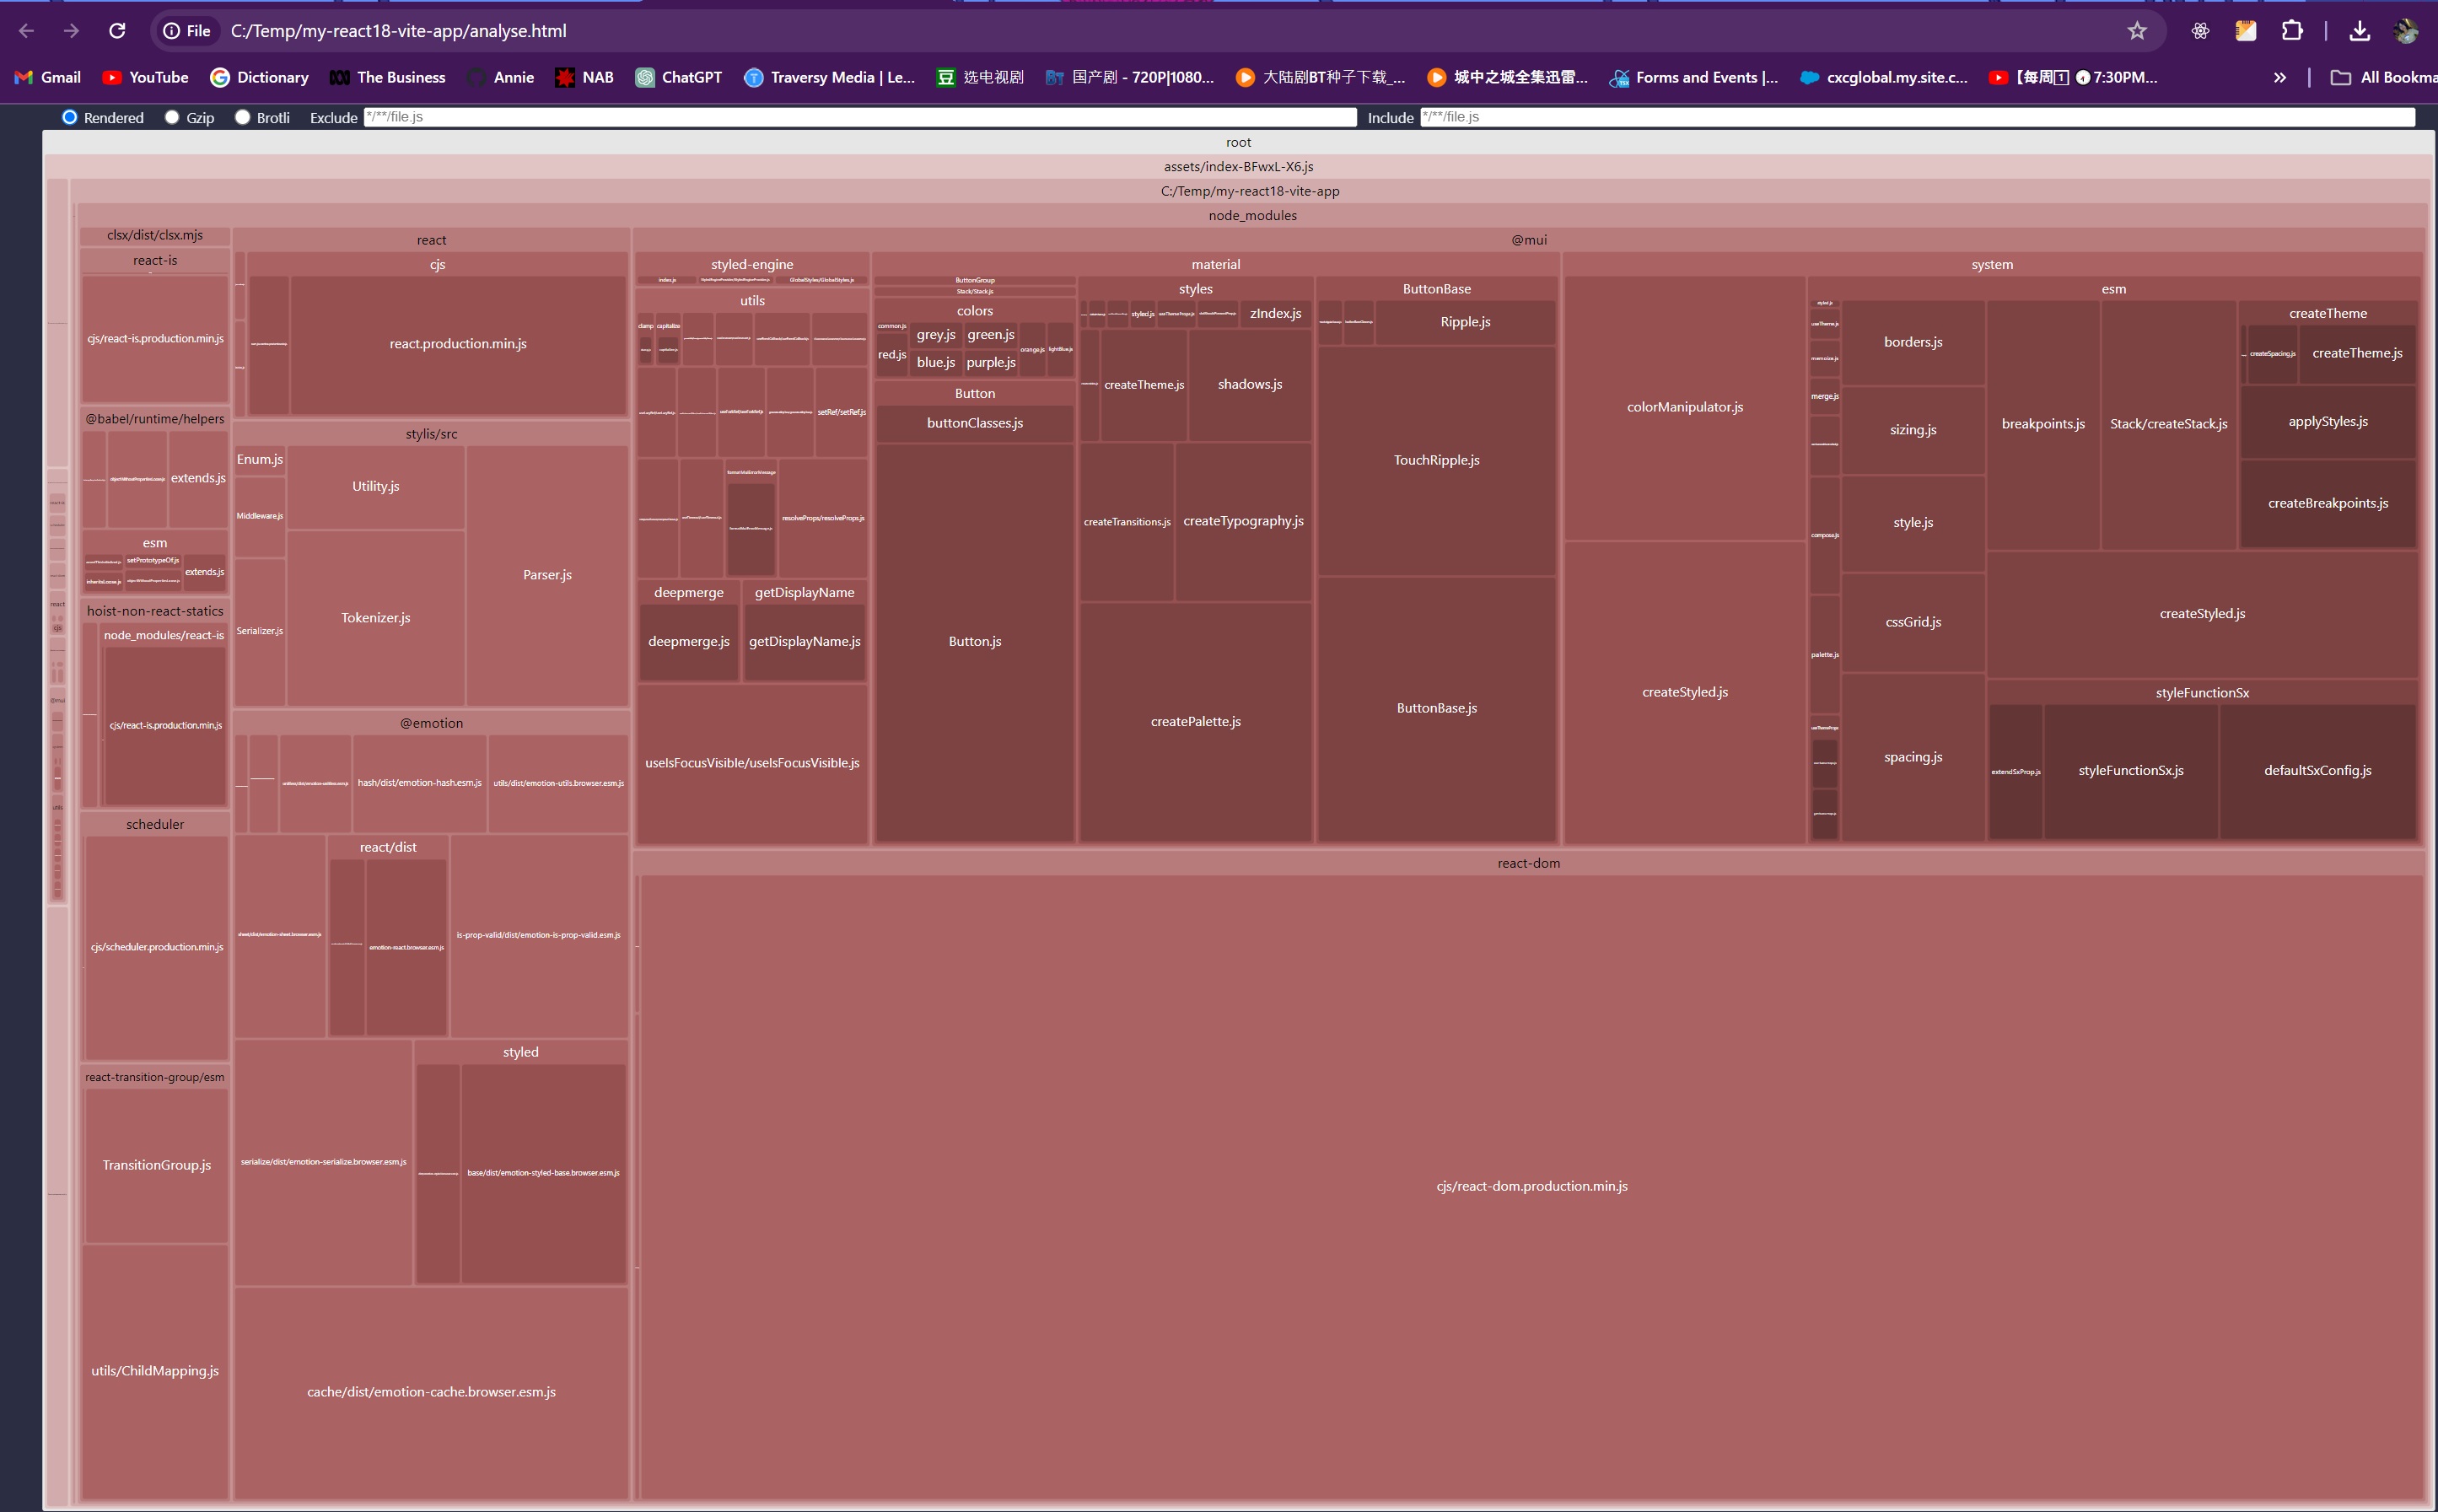 File C:/Temp/my-react18-vite-app/analyse.html
Gmail YouTube Dictionary The Business Annie NAB ChatGPT Traversy Media | Le... 选电视剧 国产剧 - 720P|1080... 大陆剧BT种子下载_... 城中之城全集迅雷... Forms and Events |... cxcglobal.my.site.c... 7:30PM... » All Bookma
Rendered Gzip Brotli Exclude */**/file.js Include */**/file.js
root
assets/index-BFwxL-X6.js
C:/Temp/my-react18-vite-app
node_modules
clsx/dist/clsx.mjs
react-is
cjs/react-is.production.min.js
@babel/runtime/helpers
extends.js
esm
setPrototypeOf.js
extends.js
hoist-non-react-statics
node_modules/react-is
cjs/react-is.production.min.js
scheduler
cjs/scheduler.production.min.js
react-transition-group/esm
TransitionGroup.js
utils/ChildMapping.js
react
cjs
react.production.min.js
stylis/src
Enum.js
Middleware.js
Serializer.js
Utility.js
Tokenizer.js
Parser.js
@emotion
hash/dist/emotion-hash.esm.js
utils/dist/emotion-utils.browser.esm.js
react/dist
emotion-react.browser.esm.js
is-prop-valid/dist/emotion-is-prop-valid.esm.js
serialize/dist/emotion-serialize.browser.esm.js
styled
base/dist/emotion-styled-base.browser.esm.js
cache/dist/emotion-cache.browser.esm.js
@mui
styled-engine
index.js
GlobalStyles/GlobalStyles.js
utils
clamp
capitalize
setRef/setRef.js
resolveProps/resolveProps.js
deepmerge
deepmerge.js
getDisplayName
getDisplayName.js
useIsFocusVisible/useIsFocusVisible.js
material
ButtonGroup
Stack/Stack.js
colors
common.js
red.js
grey.js
green.js
blue.js
purple.js
orange.js
lightBlue.js
Button
buttonClasses.js
Button.js
styles
styled.js
zIndex.js
createTheme.js
shadows.js
createTransitions.js
createTypography.js
createPalette.js
ButtonBase
Ripple.js
TouchRipple.js
ButtonBase.js
system
colorManipulator.js
createStyled.js
esm
styled.js
useTheme.js
memoize.js
merge.js
compose.js
palette.js
useThemeProps
borders.js
sizing.js
style.js
cssGrid.js
spacing.js
breakpoints.js
Stack/createStack.js
createTheme
createSpacing.js
createTheme.js
applyStyles.js
createBreakpoints.js
createStyled.js
styleFunctionSx
extendSxProp.js
styleFunctionSx.js
defaultSxConfig.js
react-dom
cjs/react-dom.production.min.js